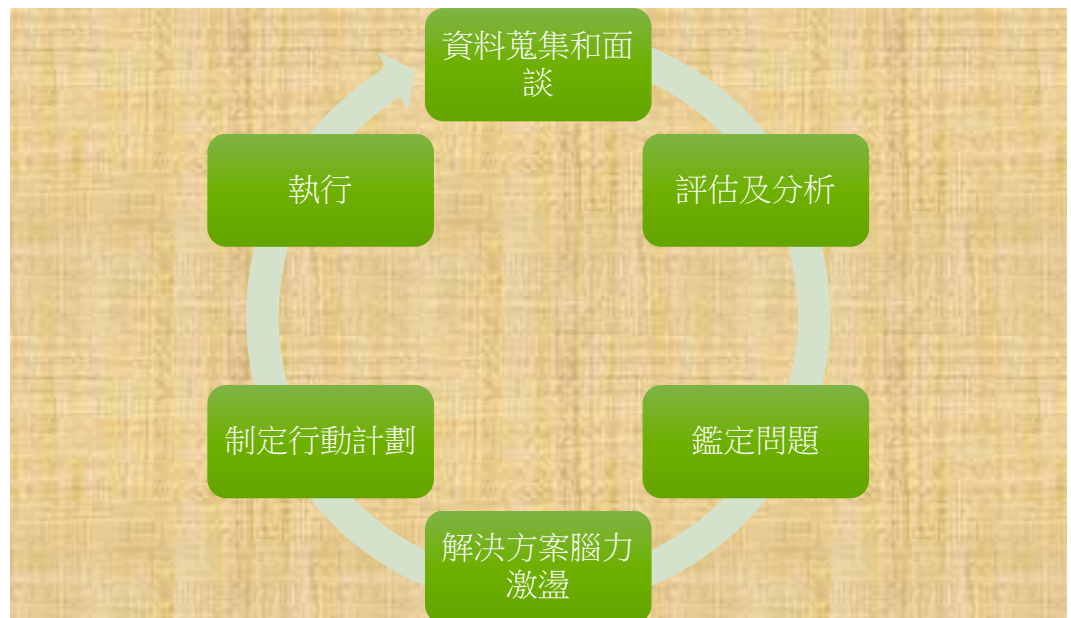 資料蒐集和面
談
評估及分析
鑑定問題
解決方案腦力
激盪
制定行動計劃
執行